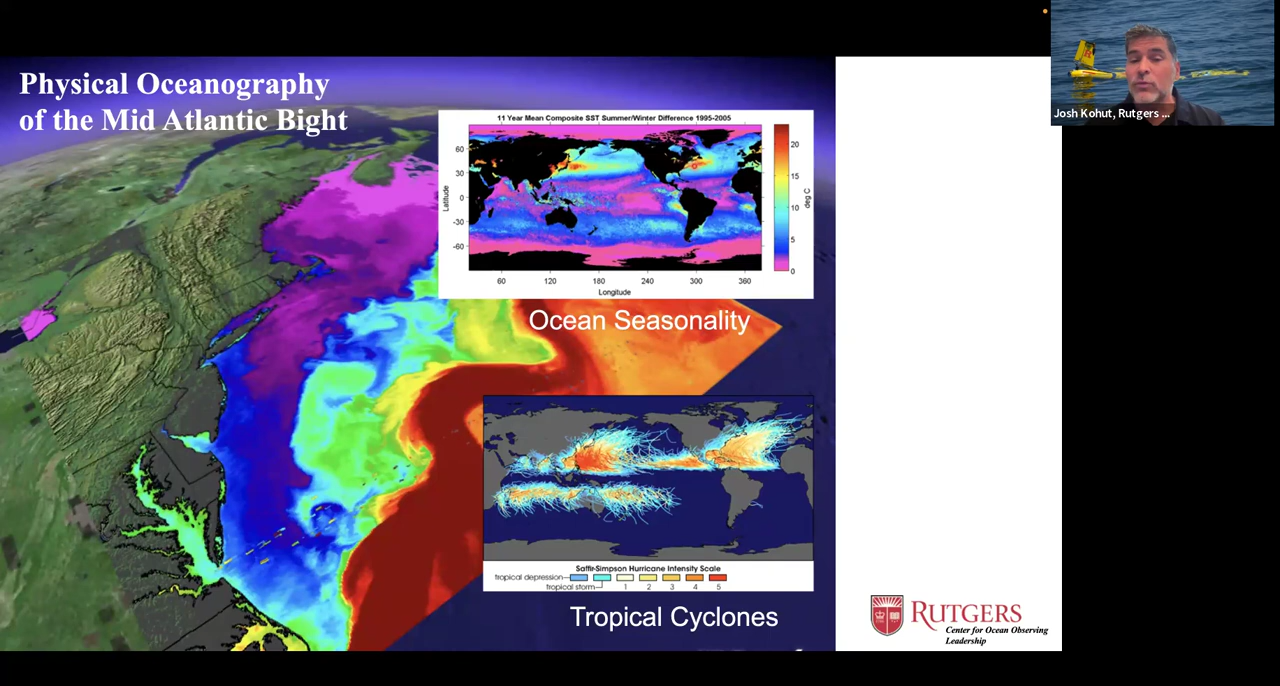 Physical Oceanography
of the Mid Atlantic Bight
11 Year Mean Composite SST Summer/Winter Difference 1995-2005
60
30
0
-30
-60
Latitude
60 120 180 240 300 360
Longitude
20
15
10
5
0
deg C
Ocean Seasonality
Saffir-Simpson Hurricane Intensity Scale
tropical depression
tropical storm 1 2 3 4 5
Tropical Cyclones
Josh Kohut, Rutgers ...
RUTGERS
Center for Ocean Observing
Leadership